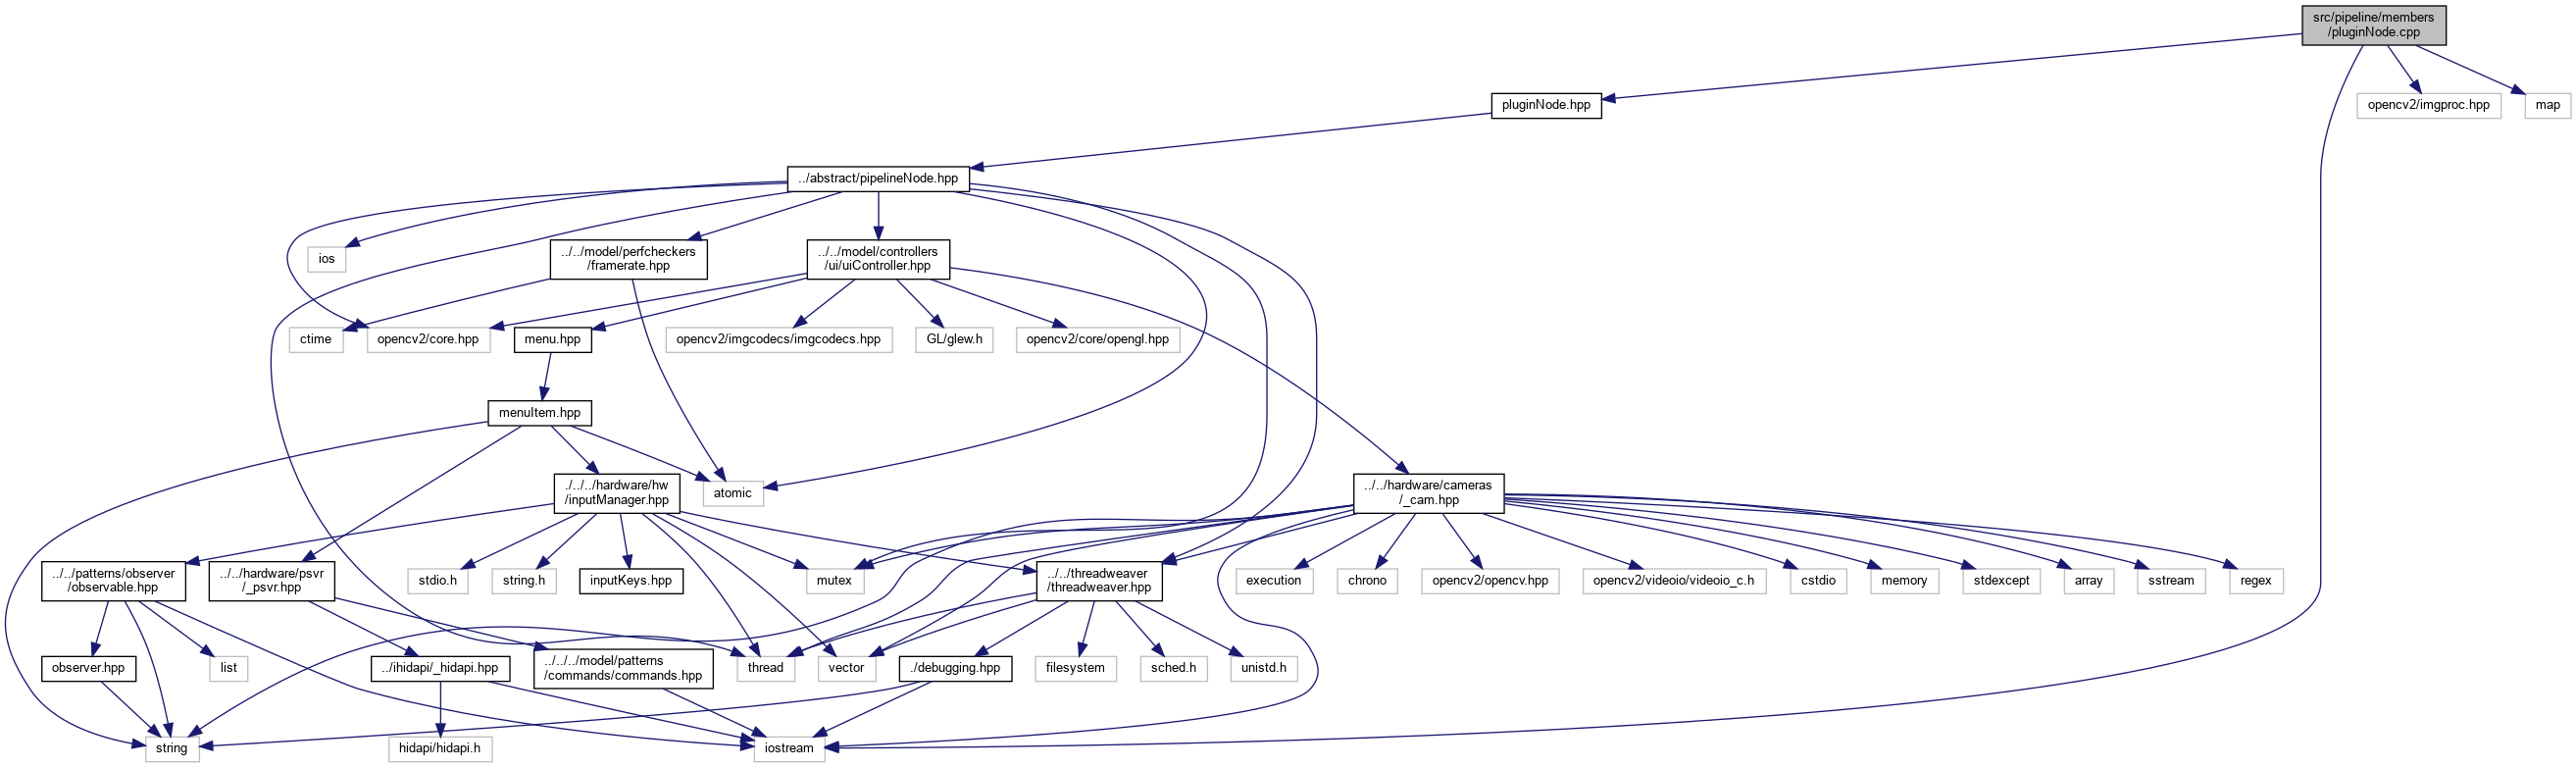 src/pipeline/members
/pluginNode.cpp
pluginNode.hpp
opencv2/imgproc.hpp
map
../abstract/pipelineNode.hpp
ios
../../model/perfcheckers
/framerate.hpp
../../model/controllers
/ui/uiController.hpp
ctime
opencv2/core.hpp
menu.hpp
opencv2/imgcodecs/imgcodecs.hpp
GL/glew.h
opencv2/core/opengl.hpp
menuItem.hpp
./../../hardware/hw
/inputManager.hpp
atomic
../../hardware/cameras
/_cam.hpp
../../patterns/observer
/observable.hpp
../../hardware/psvr
/_psvr.hpp
stdio.h
string.h
inputKeys.hpp
mutex
../../threadweaver
/threadweaver.hpp
execution
chrono
opencv2/opencv.hpp
opencv2/videoio/videoio_c.h
cstdio
memory
stdexcept
array
sstream
regex
observer.hpp
list
../ihidapi/_hidapi.hpp
../../../model/patterns
/commands/commands.hpp
thread
vector
./debugging.hpp
filesystem
sched.h
unistd.h
string
hidapi/hidapi.h
iostream